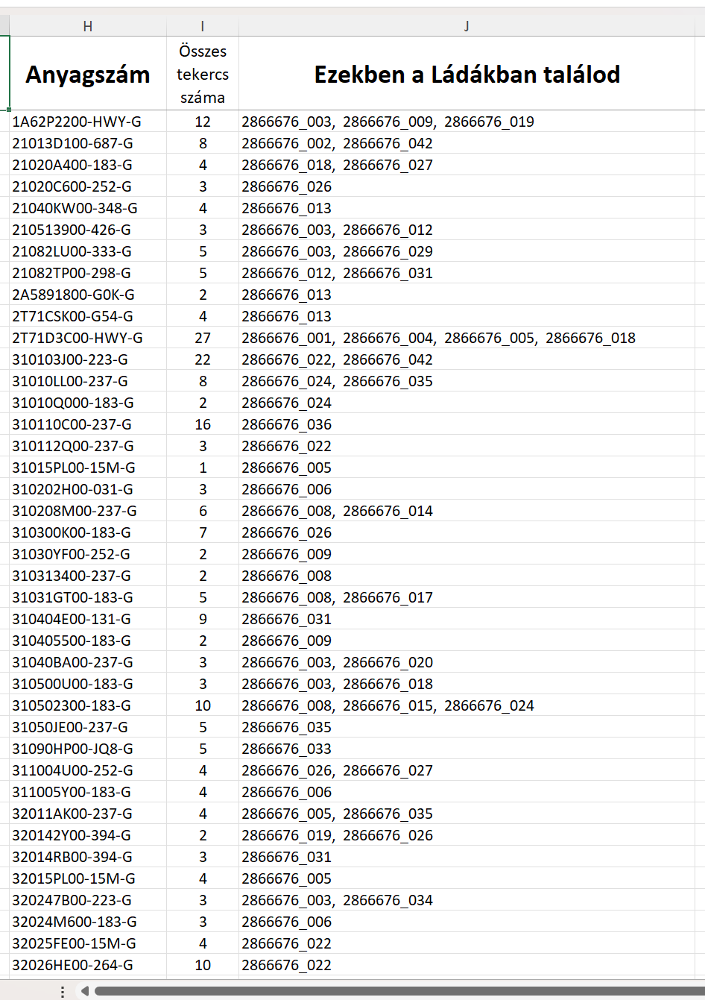 H I J
Anyagszám Összes tekercs száma Ezekben a Ládákban találod
1A62P2200-HWY-G 12 2866676_003, 2866676_009, 2866676_019
21013D100-687-G 8 2866676_002, 2866676_042
21020A400-183-G 4 2866676_018, 2866676_027
21020C600-252-G 3 2866676_026
21040KW00-348-G 4 2866676_013
210513900-426-G 3 2866676_003, 2866676_012
21082LU00-333-G 5 2866676_003, 2866676_029
21082TP00-298-G 5 2866676_012, 2866676_031
2A5891800-G0K-G 2 2866676_013
2T71CSK00-G54-G 4 2866676_013
2T71D3C00-HWY-G 27 2866676_001, 2866676_004, 2866676_005, 2866676_018
310103J00-223-G 22 2866676_022, 2866676_042
31010LL00-237-G 8 2866676_024, 2866676_035
31010Q000-183-G 2 2866676_024
310110C00-237-G 16 2866676_036
310112Q00-237-G 3 2866676_022
31015PL00-15M-G 1 2866676_005
310202H00-031-G 3 2866676_006
310208M00-237-G 6 2866676_008, 2866676_014
310300K00-183-G 7 2866676_026
31030YF00-252-G 2 2866676_009
310313400-237-G 2 2866676_008
31031GT00-183-G 5 2866676_008, 2866676_017
310404E00-131-G 9 2866676_031
310405500-183-G 2 2866676_009
31040BA00-237-G 3 2866676_003, 2866676_020
310500U00-183-G 3 2866676_003, 2866676_018
310502300-183-G 10 2866676_008, 2866676_015, 2866676_024
31050JE00-237-G 5 2866676_035
31090HP00-JQ8-G 5 2866676_033
311004U00-252-G 4 2866676_026, 2866676_027
311005Y00-183-G 4 2866676_006
32011AK00-237-G 4 2866676_005, 2866676_035
320142Y00-394-G 2 2866676_019, 2866676_026
32014RB00-394-G 3 2866676_031
32015PL00-15M-G 4 2866676_005
320247B00-223-G 3 2866676_003, 2866676_034
32024M600-183-G 3 2866676_006
32025FE00-15M-G 4 2866676_022
32026HE00-264-G 10 2866676_022